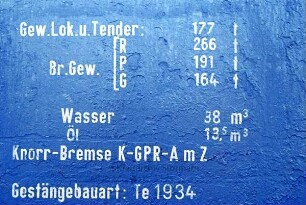 Gew. Lok. u. Tender: 177 t
R 266 t
Br. Gew. P 191 t
G 164 t
Wasser 38 m³
Öl 13,5 m³
Knorr-Bremse K-GPR-A m Z
Gestängebauart: Te 1934